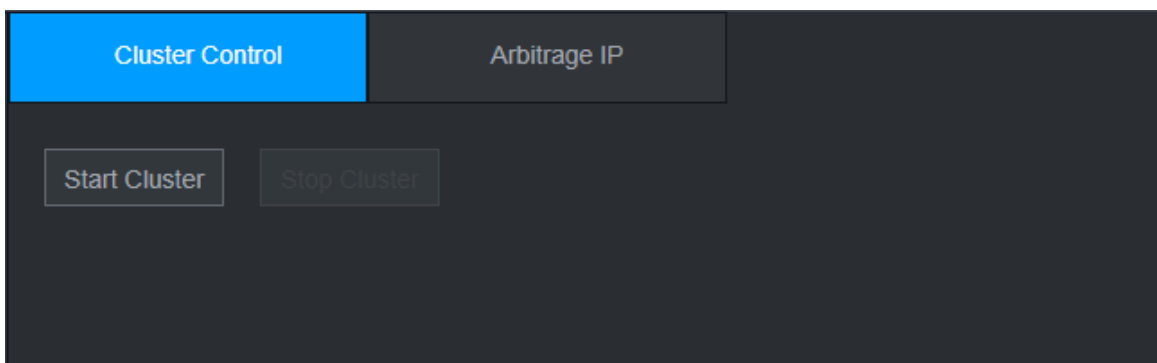 Cluster Control
Arbitrage IP
Start Cluster
Stop Cluster